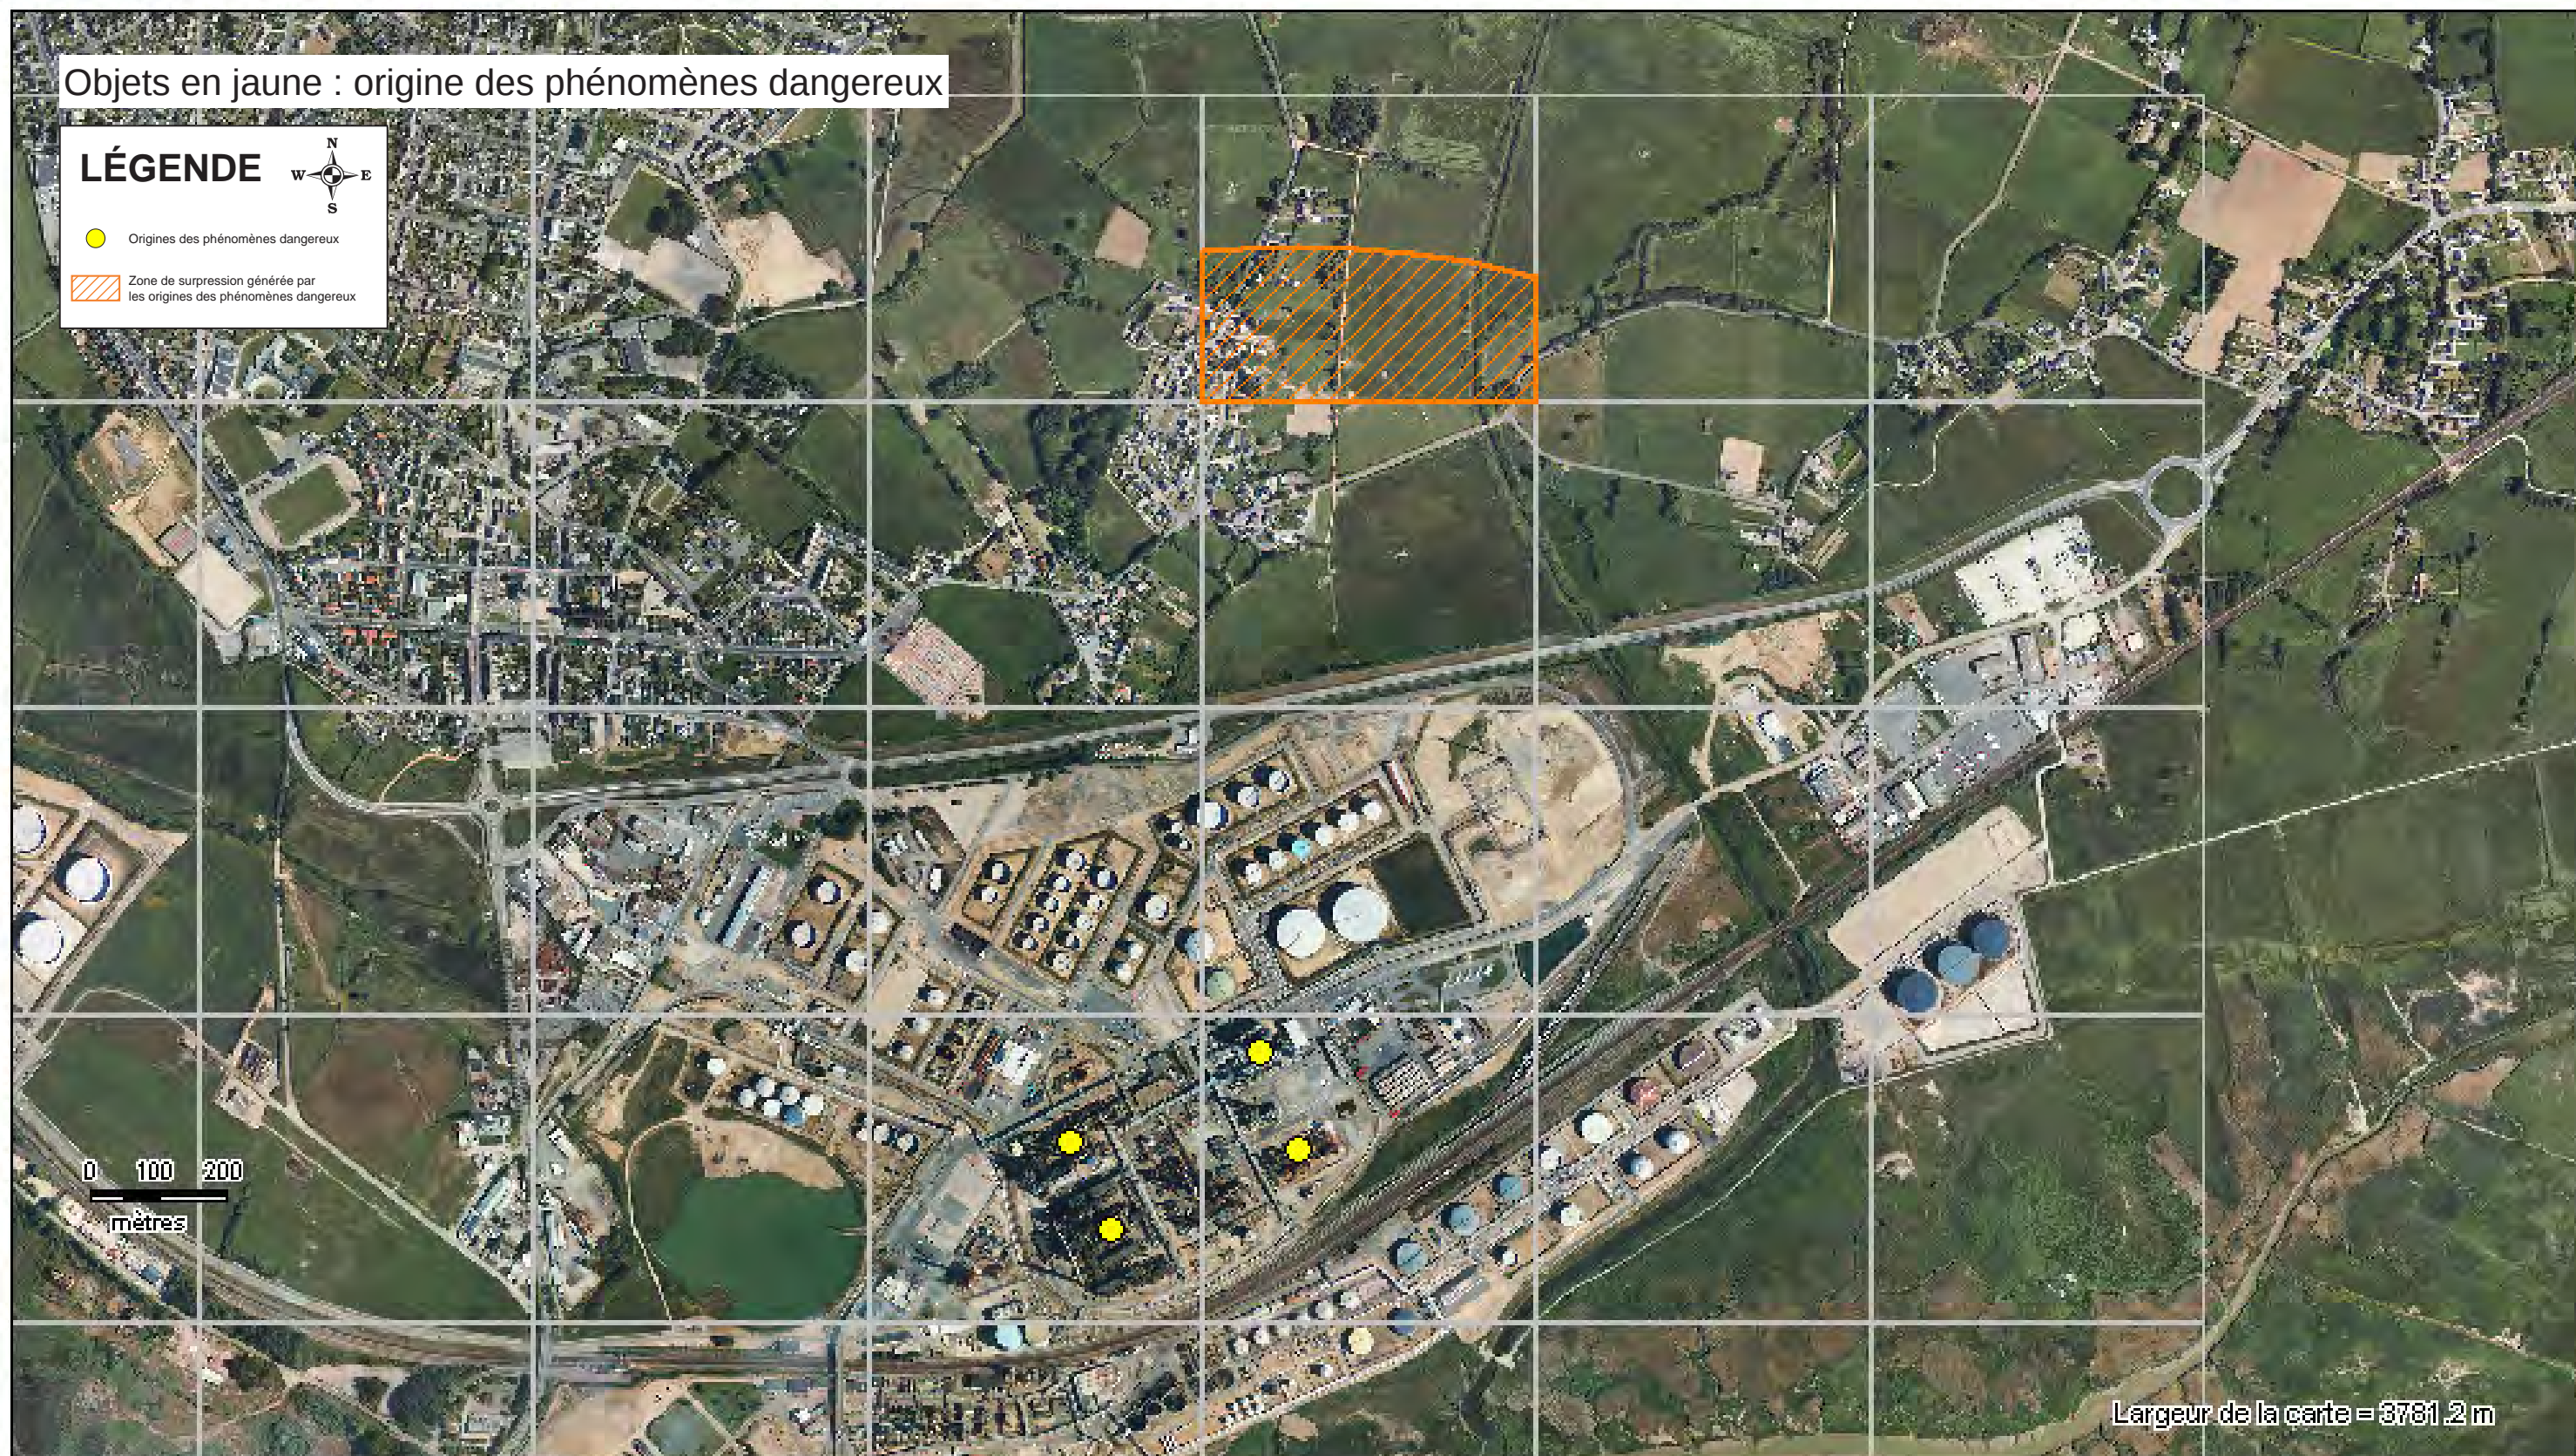 Objets en jaune : origine des phénomènes dangereux
LÉGENDE
N
W E
S
Origines des phénomènes dangereux
Zone de surpression générée par
les origines des phénomènes dangereux
0 100 200
mètres
Largeur de la carte = 3781.2 m